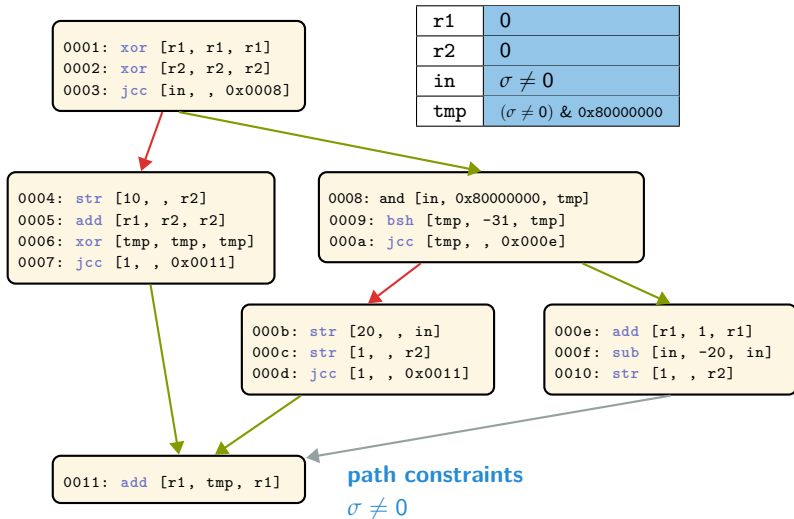 r1 0
r2 0
in σ ≠ 0
tmp (σ ≠ 0) & 0x80000000
0001: xor [r1, r1, r1]
0002: xor [r2, r2, r2]
0003: jcc [in, , 0x0008]
0004: str [10, , r2]
0005: add [r1, r2, r2]
0006: xor [tmp, tmp, tmp]
0007: jcc [1, , 0x0011]
0008: and [in, 0x80000000, tmp]
0009: bsh [tmp, -31, tmp]
000a: jcc [tmp, , 0x000e]
000b: str [20, , in]
000c: str [1, , r2]
000d: jcc [1, , 0x0011]
000e: add [r1, 1, r1]
000f: sub [in, -20, in]
0010: str [1, , r2]
0011: add [r1, tmp, r1]
path constraints
σ ≠ 0